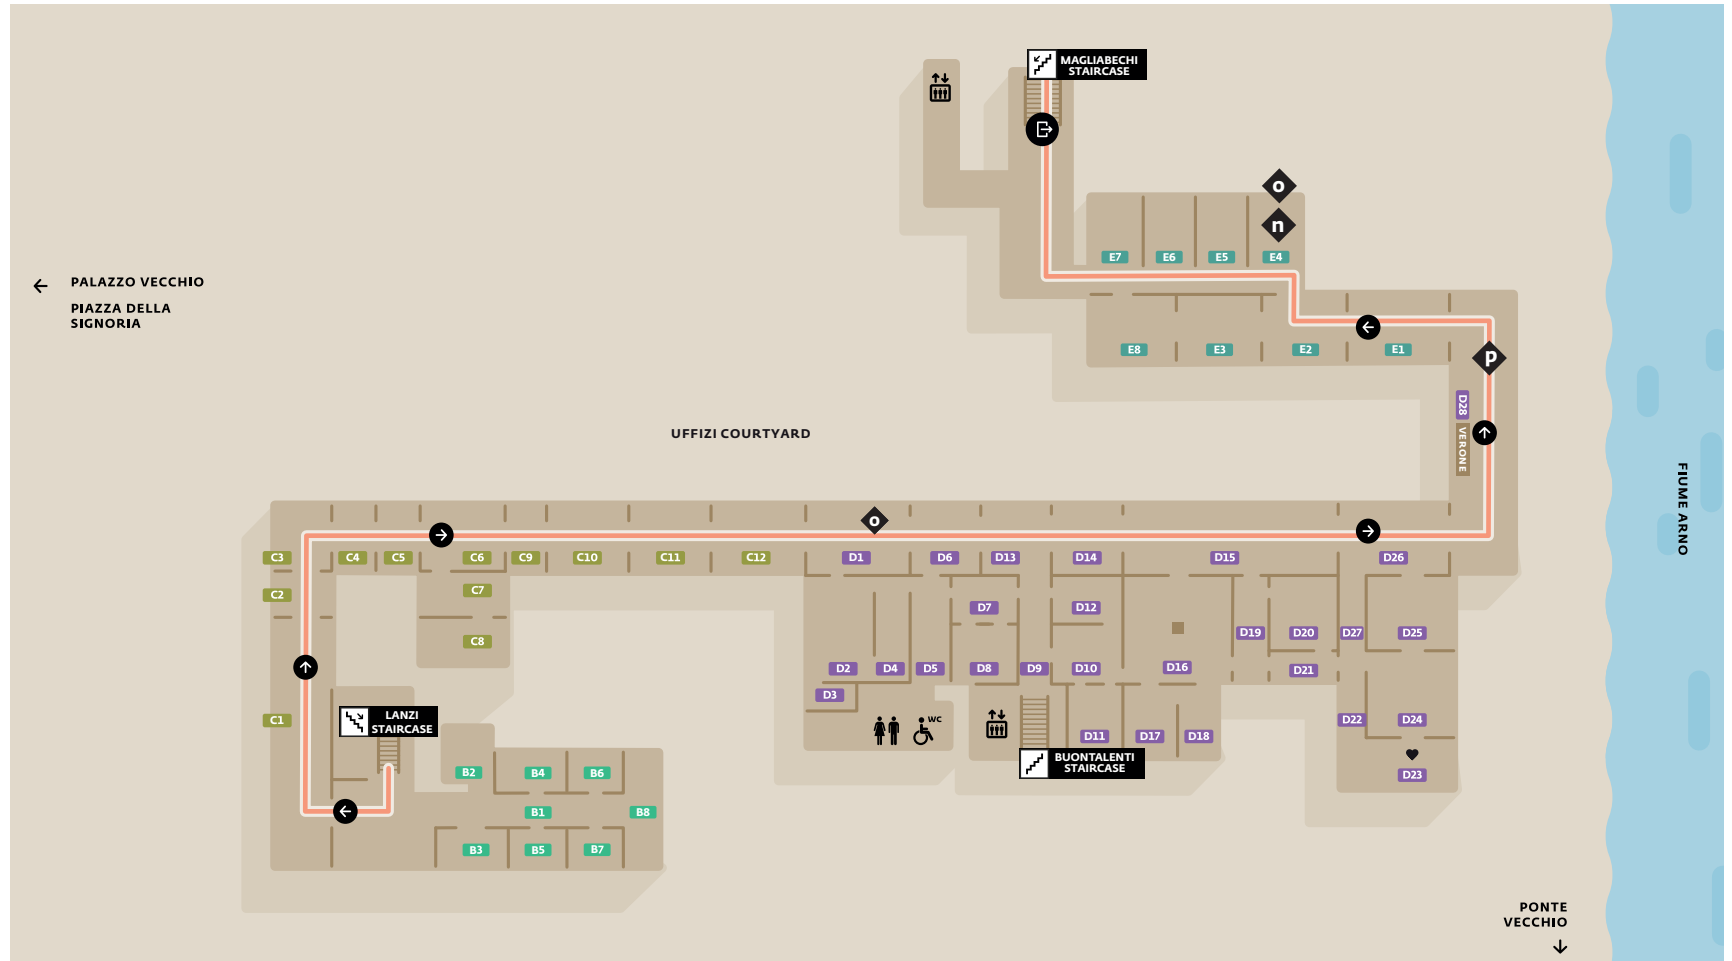 MAGLIABECHI
STAIRCASE
o
n
E7 E6 E5 E4
PALAZZO VECCHIO
PIAZZA DELLA
SIGNORIA
E8 E3 E2 E1
p
D28
VERONE
UFFIZI COURTYARD
FIUME ARNO
o
C3 C4 C5 C6 C9 C10 C11 C12 D1 D6 D13 D14 D15 D26
C2 C7
D7 D12
C8
D19 D20 D27 D25
D2 D4 D5 D8 D9 D10 D16 D21
D3
C1
LANZI
STAIRCASE
WC
D22 D24
D11 D17 D18
BUONTALENTI
STAIRCASE
B2 B4 B6
D23
B1 B8
B3 B5 B7
PONTE
VECCHIO